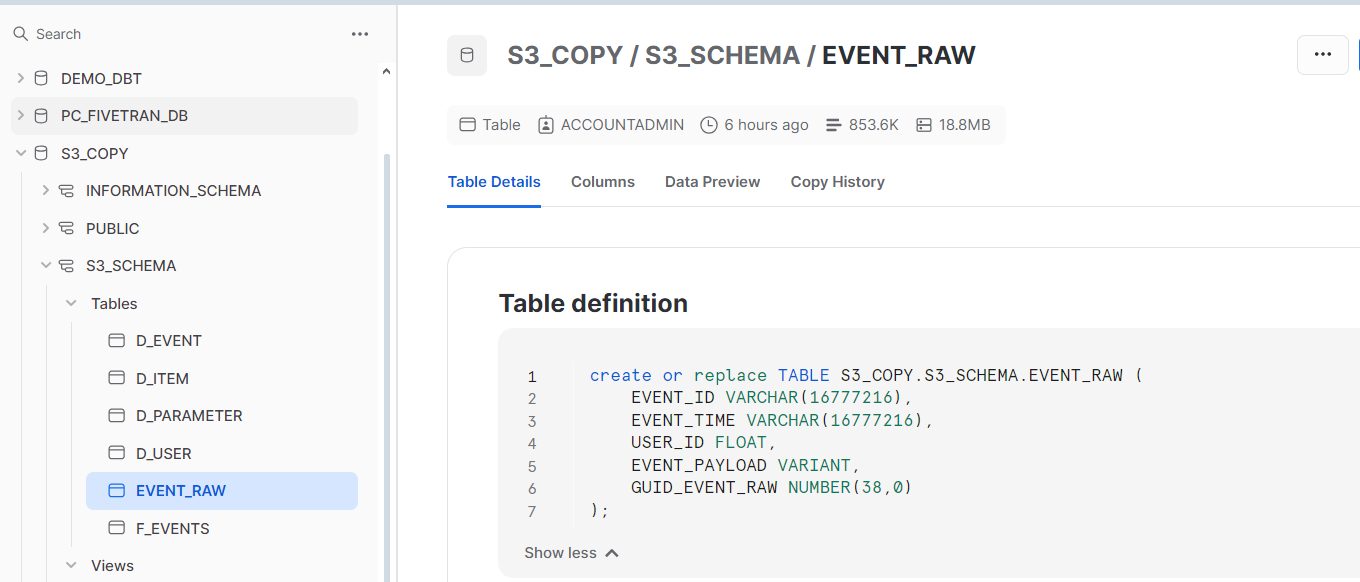 Search
DEMO_DBT
PC_FIVETRAN_DB
S3_COPY
INFORMATION_SCHEMA
PUBLIC
S3_SCHEMA
Tables
D_EVENT
D_ITEM
D_PARAMETER
D_USER
EVENT_RAW
F_EVENTS
Views
S3_COPY / S3_SCHEMA / EVENT_RAW
Table ACCOUNTADMIN 6 hours ago 853.6K 18.8MB
Table Details Columns Data Preview Copy History
Table definition
1 create or replace TABLE S3_COPY.S3_SCHEMA.EVENT_RAW (
2 EVENT_ID VARCHAR(16777216),
3 EVENT_TIME VARCHAR(16777216),
4 USER_ID FLOAT,
5 EVENT_PAYLOAD VARIANT,
6 GUID_EVENT_RAW NUMBER(38,0)
7 );
Show less